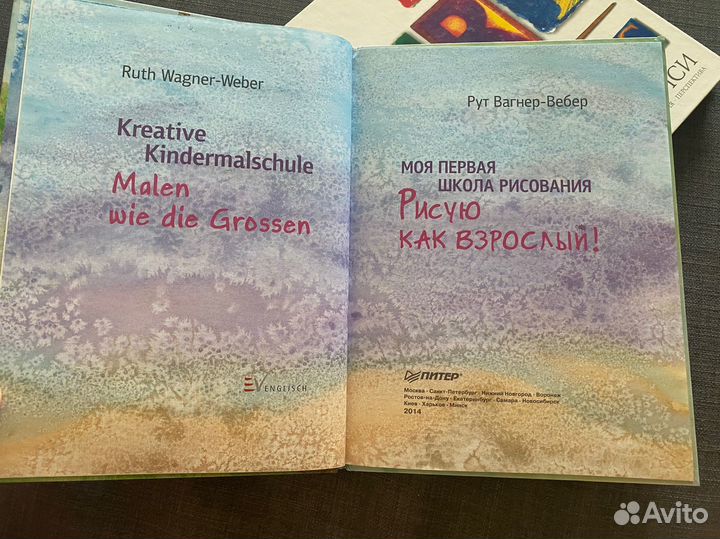 Ruth Wagner-Weber
Kreative
Kindermalschule
Malen
wie die Grossen
EV ENGLISCH
Рут Вагнер-Вебер
МОЯ ПЕРВАЯ
ШКОЛА РИСОВАНИЯ
Рисую
как взрослый!
ПИТЕР®
Москва · Санкт-Петербург · Нижний Новгород · Воронеж
Ростов-на-Дону · Екатеринбург · Самара · Новосибирск
Киев · Харьков · Минск
2014
ПЕРСПЕКТИВА
Avito